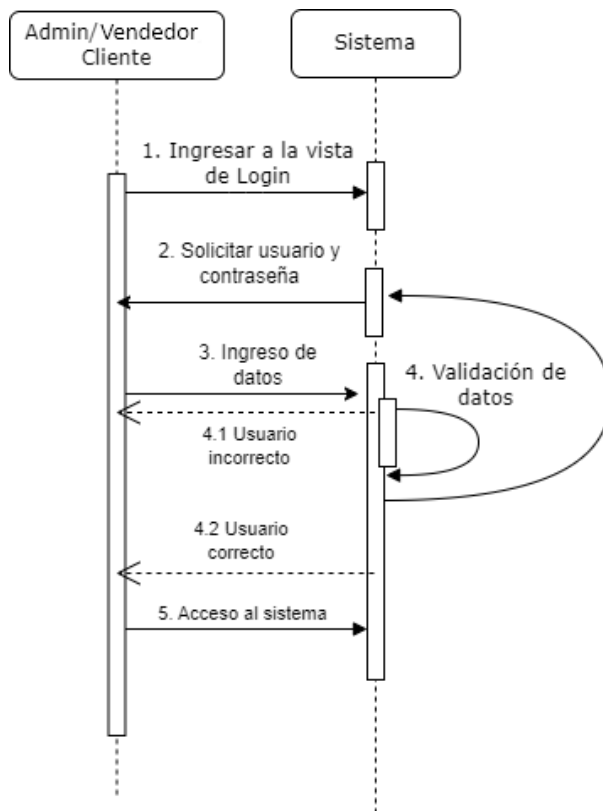 Admin/Vendedor
Cliente
Sistema
1. Ingresar a la vista
de Login
2. Solicitar usuario y
contraseña
3. Ingreso de
datos
4. Validación de
datos
4.1 Usuario
incorrecto
4.2 Usuario
correcto
5. Acceso al sistema